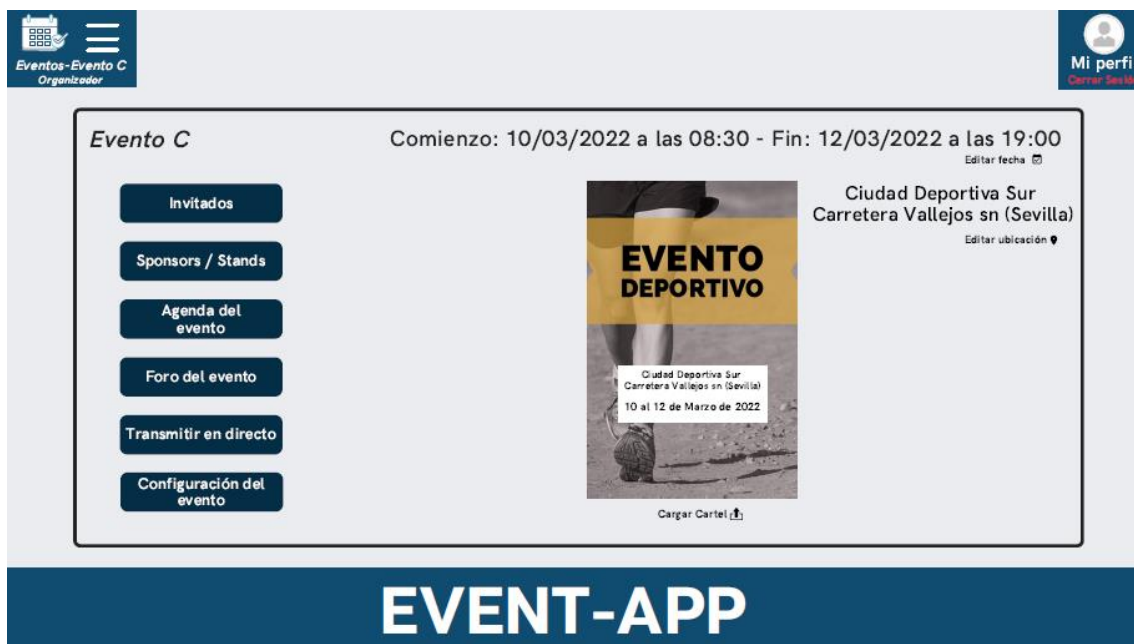 Eventos-Evento C
Organizador
Mi perfi
Cerrar Sesió
Evento C
Comienzo: 10/03/2022 a las 08:30 - Fin: 12/03/2022 a las 19:00
Editar fecha
Invitados
Sponsors / Stands
Agenda del
evento
Foro del evento
Transmitir en directo
Configuración del
evento
EVENTO
DEPORTIVO
Ciudad Deportiva Sur
Carretera Vallejos sn (Sevilla)
10 al 12 de Marzo de 2022
Cargar Cartel
Ciudad Deportiva Sur
Carretera Vallejos sn (Sevilla)
Editar ubicación
EVENT-APP